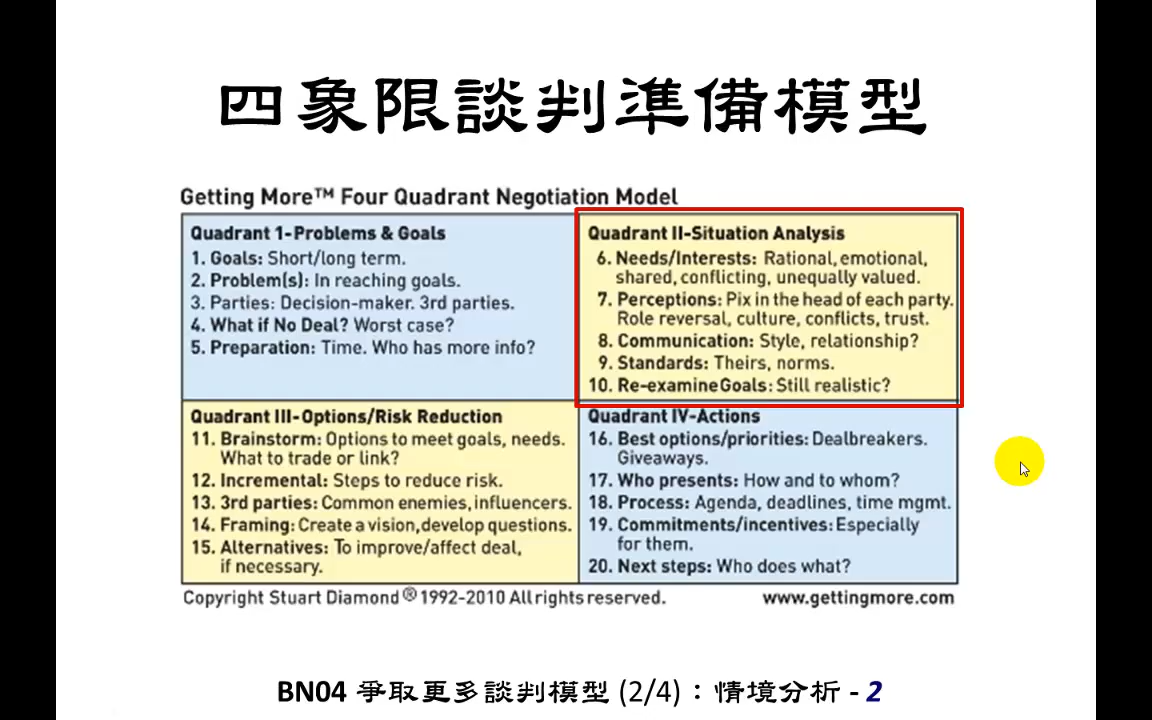 四象限談判準備模型
Getting More™ Four Quadrant Negotiation Model
Quadrant 1-Problems & Goals
1. Goals: Short/long term.
2. Problem(s): In reaching goals.
3. Parties: Decision-maker. 3rd parties.
4. What if No Deal? Worst case?
5. Preparation: Time. Who has more info?
Quadrant II-Situation Analysis
6. Needs/Interests: Rational, emotional,
shared, conflicting, unequally valued.
7. Perceptions: Pix in the head of each party.
Role reversal, culture, conflicts, trust.
8. Communication: Style, relationship?
9. Standards: Theirs, norms.
10. Re-examine Goals: Still realistic?
Quadrant III-Options/Risk Reduction
11. Brainstorm: Options to meet goals, needs.
What to trade or link?
12. Incremental: Steps to reduce risk.
13. 3rd parties: Common enemies, influencers.
14. Framing: Create a vision, develop questions.
15. Alternatives: To improve/affect deal,
if necessary.
Quadrant IV-Actions
16. Best options/priorities: Dealbreakers.
Giveaways.
17. Who presents: How and to whom?
18. Process: Agenda, deadlines, time mgmt.
19. Commitments/incentives: Especially
for them.
20. Next steps: Who does what?
Copyright Stuart Diamond ® 1992-2010 All rights reserved.
www.gettingmore.com
BN04 爭取更多談判模型 (2/4)：情境分析 - 2